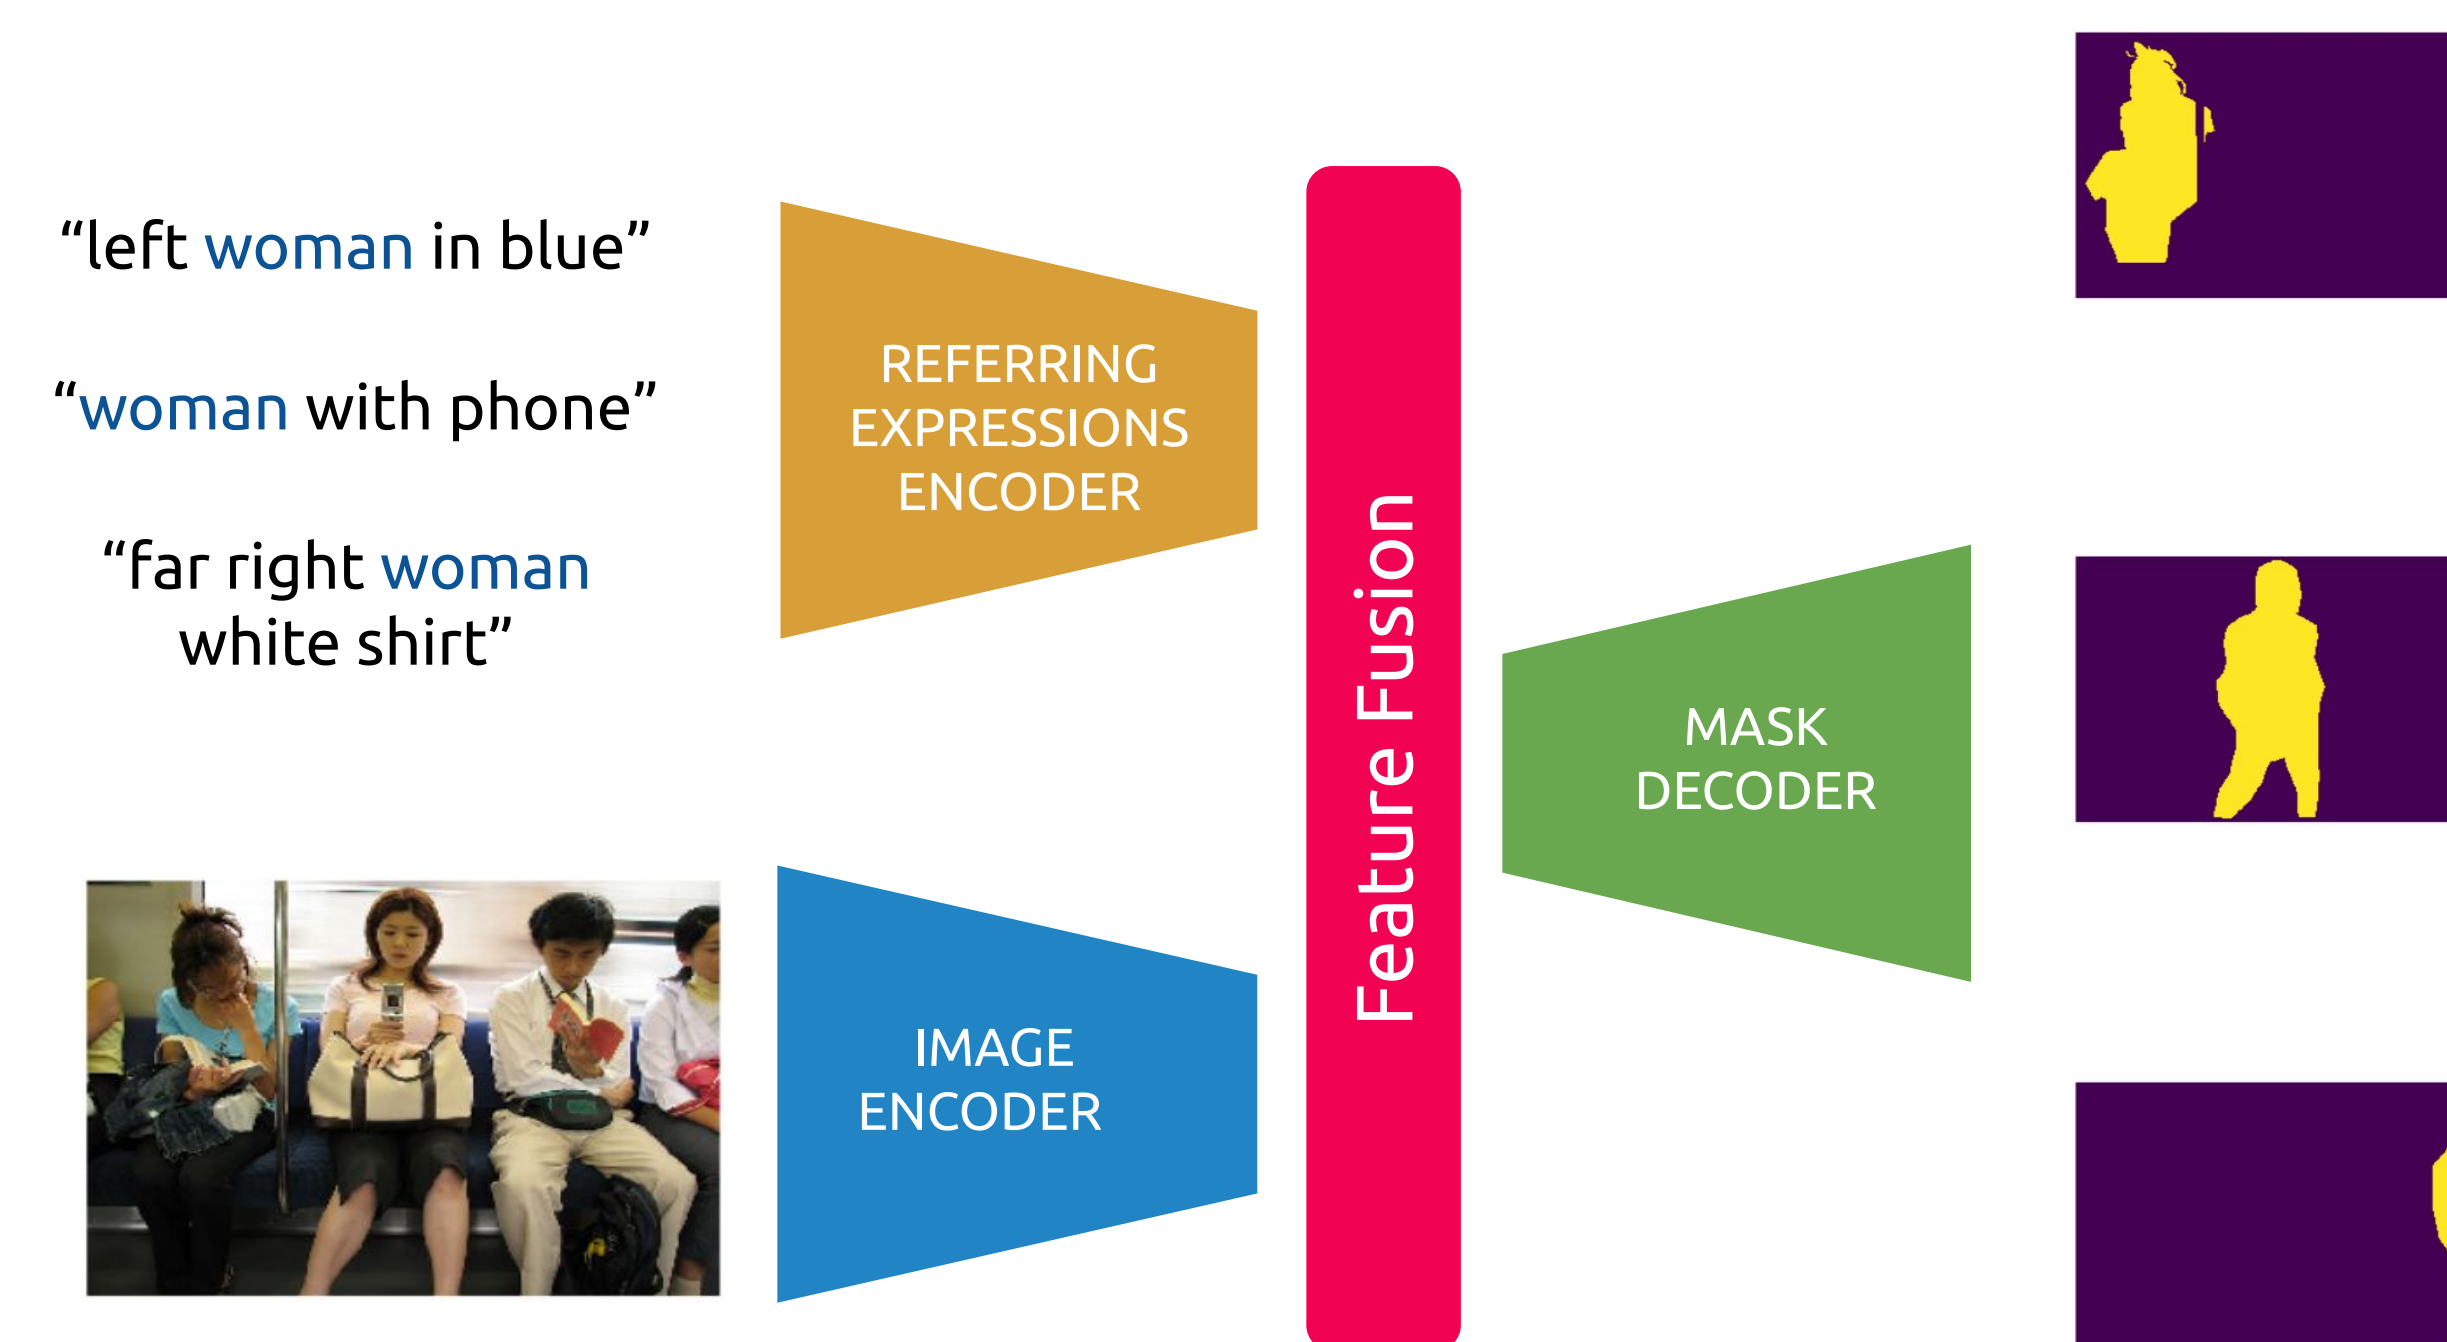 “left woman in blue”
“woman with phone”
“far right woman
white shirt”
REFERRING
EXPRESSIONS
ENCODER
IMAGE
ENCODER
Feature Fusion
MASK
DECODER